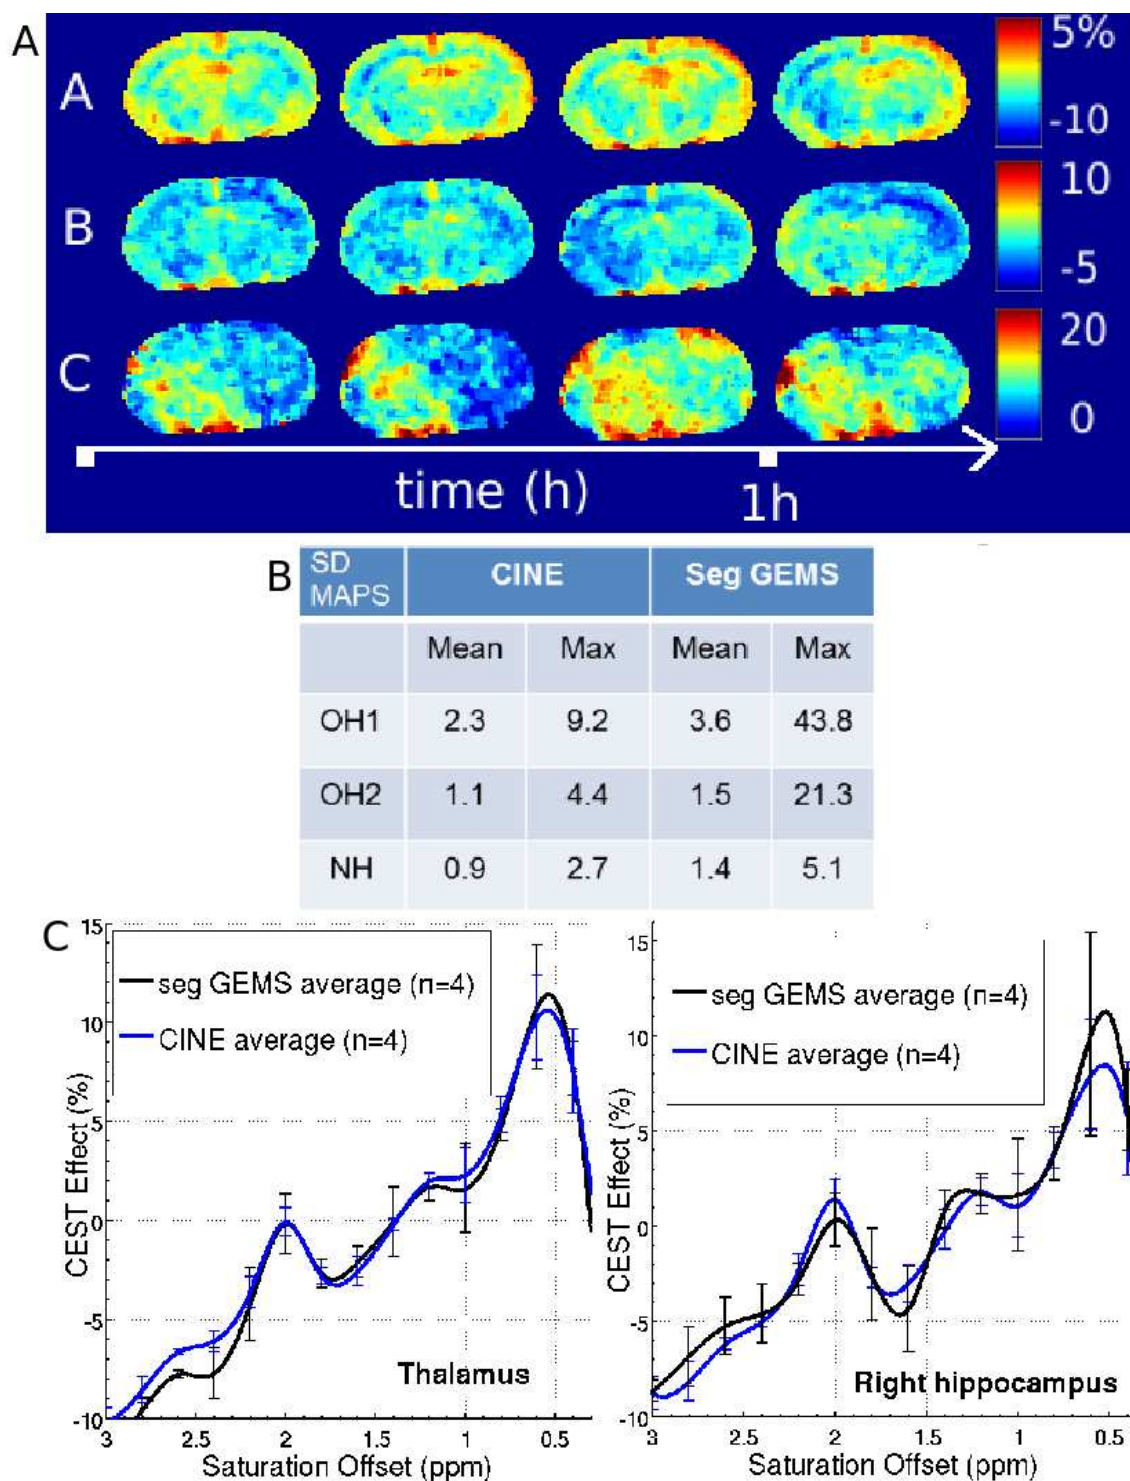 A
A
5%
-10
B
10
-5
C
20
0
time (h)
1h
B
SD MAPS CINE Seg GEMS
Mean Max Mean Max
OH1 2.3 9.2 3.6 43.8
OH2 1.1 4.4 1.5 21.3
NH 0.9 2.7 1.4 5.1
C
CEST Effect (%)
15
10
5
0
-5
-10
seg GEMS average (n=4)
CINE average (n=4)
Thalamus
3 2.5 2 1.5 1 0.5
Saturation Offset (ppm)
CEST Effect (%)
15
10
5
0
-5
-10
seg GEMS average (n=4)
CINE average (n=4)
Right hippocampus
3 2.5 2 1.5 1 0.5
Saturation Offset (ppm)